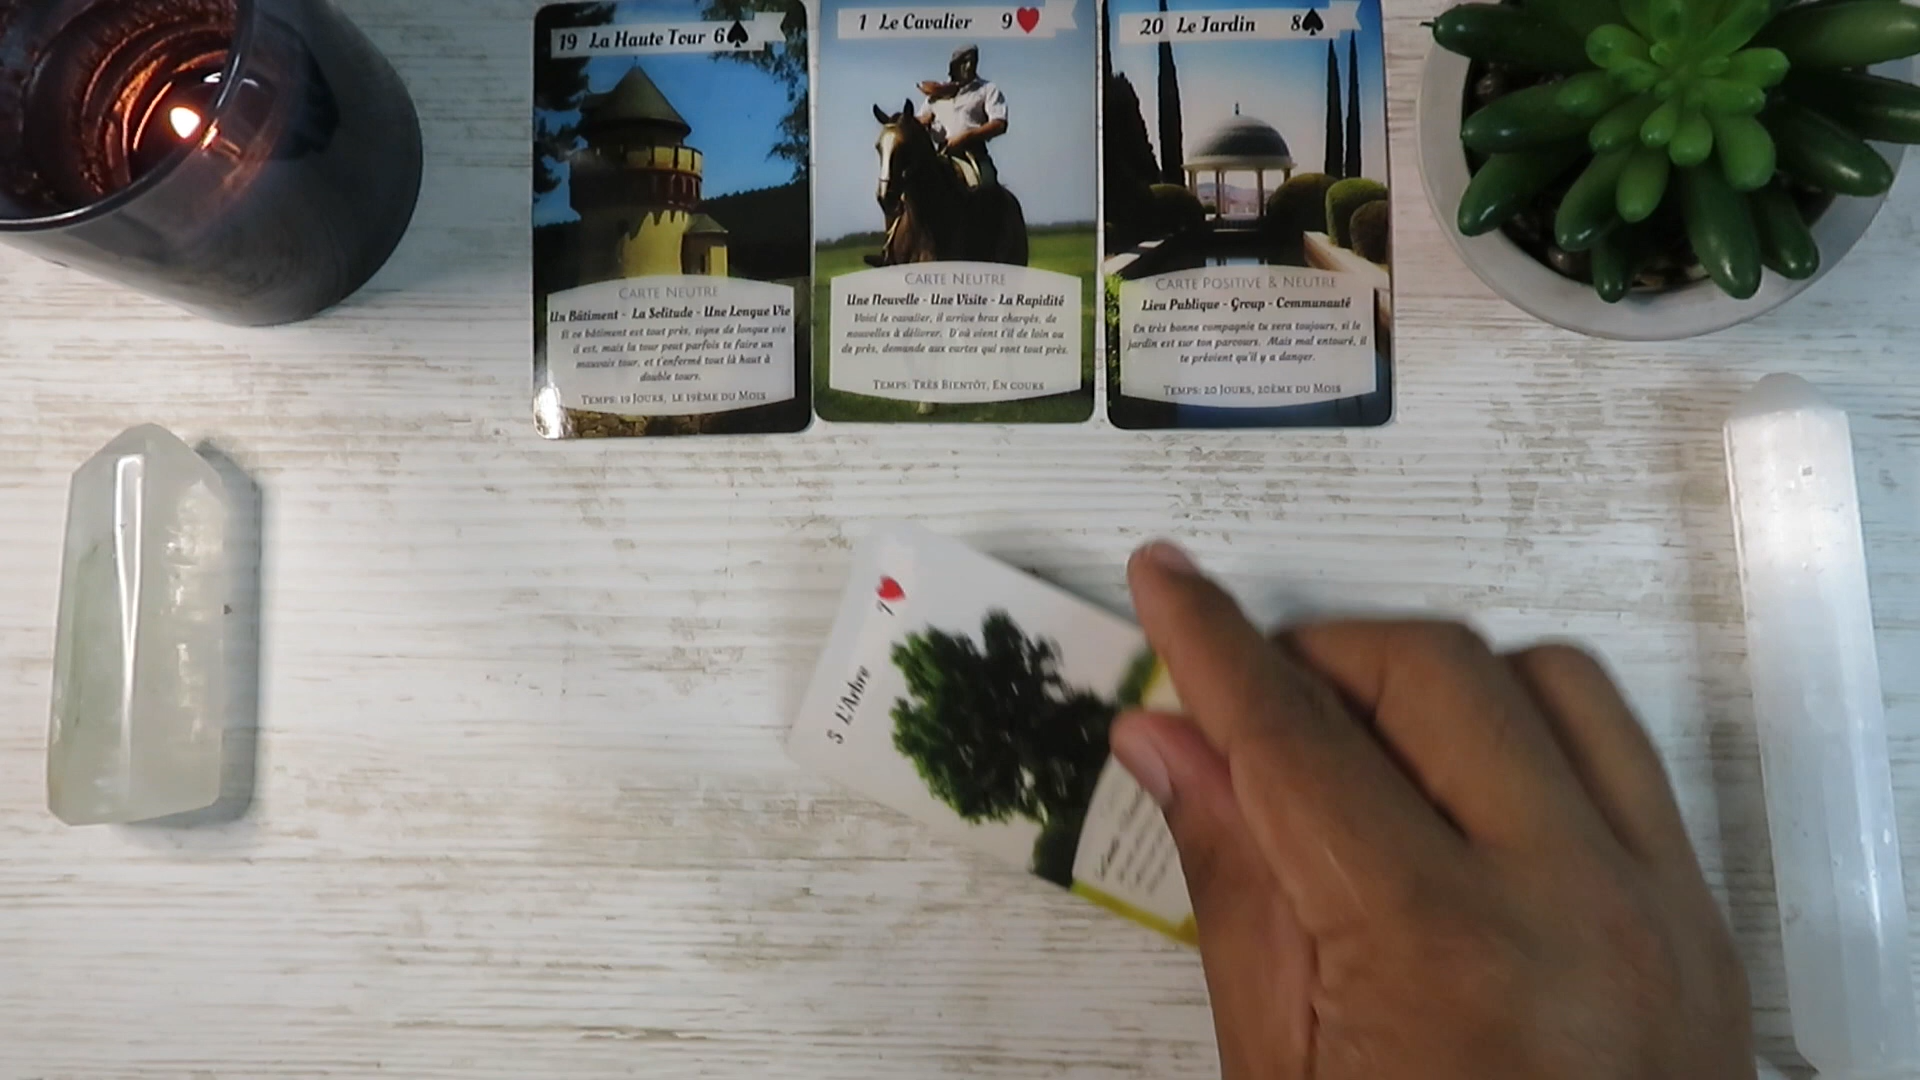 19 La Haute Tour 6♠
CARTE NEUTRE
Un Bâtiment - La Solitude - Une Longue Vie
Si ce bâtiment est tout près, signe de longue vie
il est, mais la tour peut parfois te faire un
mauvais tour, et t'enfermé tout là haut à
double tours.
TEMPS: 19 JOURS, LE 19ÈME DU MOIS
1 Le Cavalier 9♥
CARTE NEUTRE
Une Nouvelle - Une Visite - La Rapidité
Voici le cavalier, il arrive bras chargés, de
nouvelles à délivrer. D'où vient t'il de loin ou
de près, demande aux cartes qui sont tout près.
TEMPS: TRÈS BIENTÔT, EN COURS
20 Le Jardin 8♠
CARTE POSITIVE & NEUTRE
Lieu Publique - Group - Communauté
En très bonne compagnie tu sera toujours, si le
jardin est sur ton parcours. Mais mal entouré, il
te prévient qu'il y a danger.
TEMPS: 20 JOURS, 20ÈME DU MOIS
5 L'Arbre 7♥